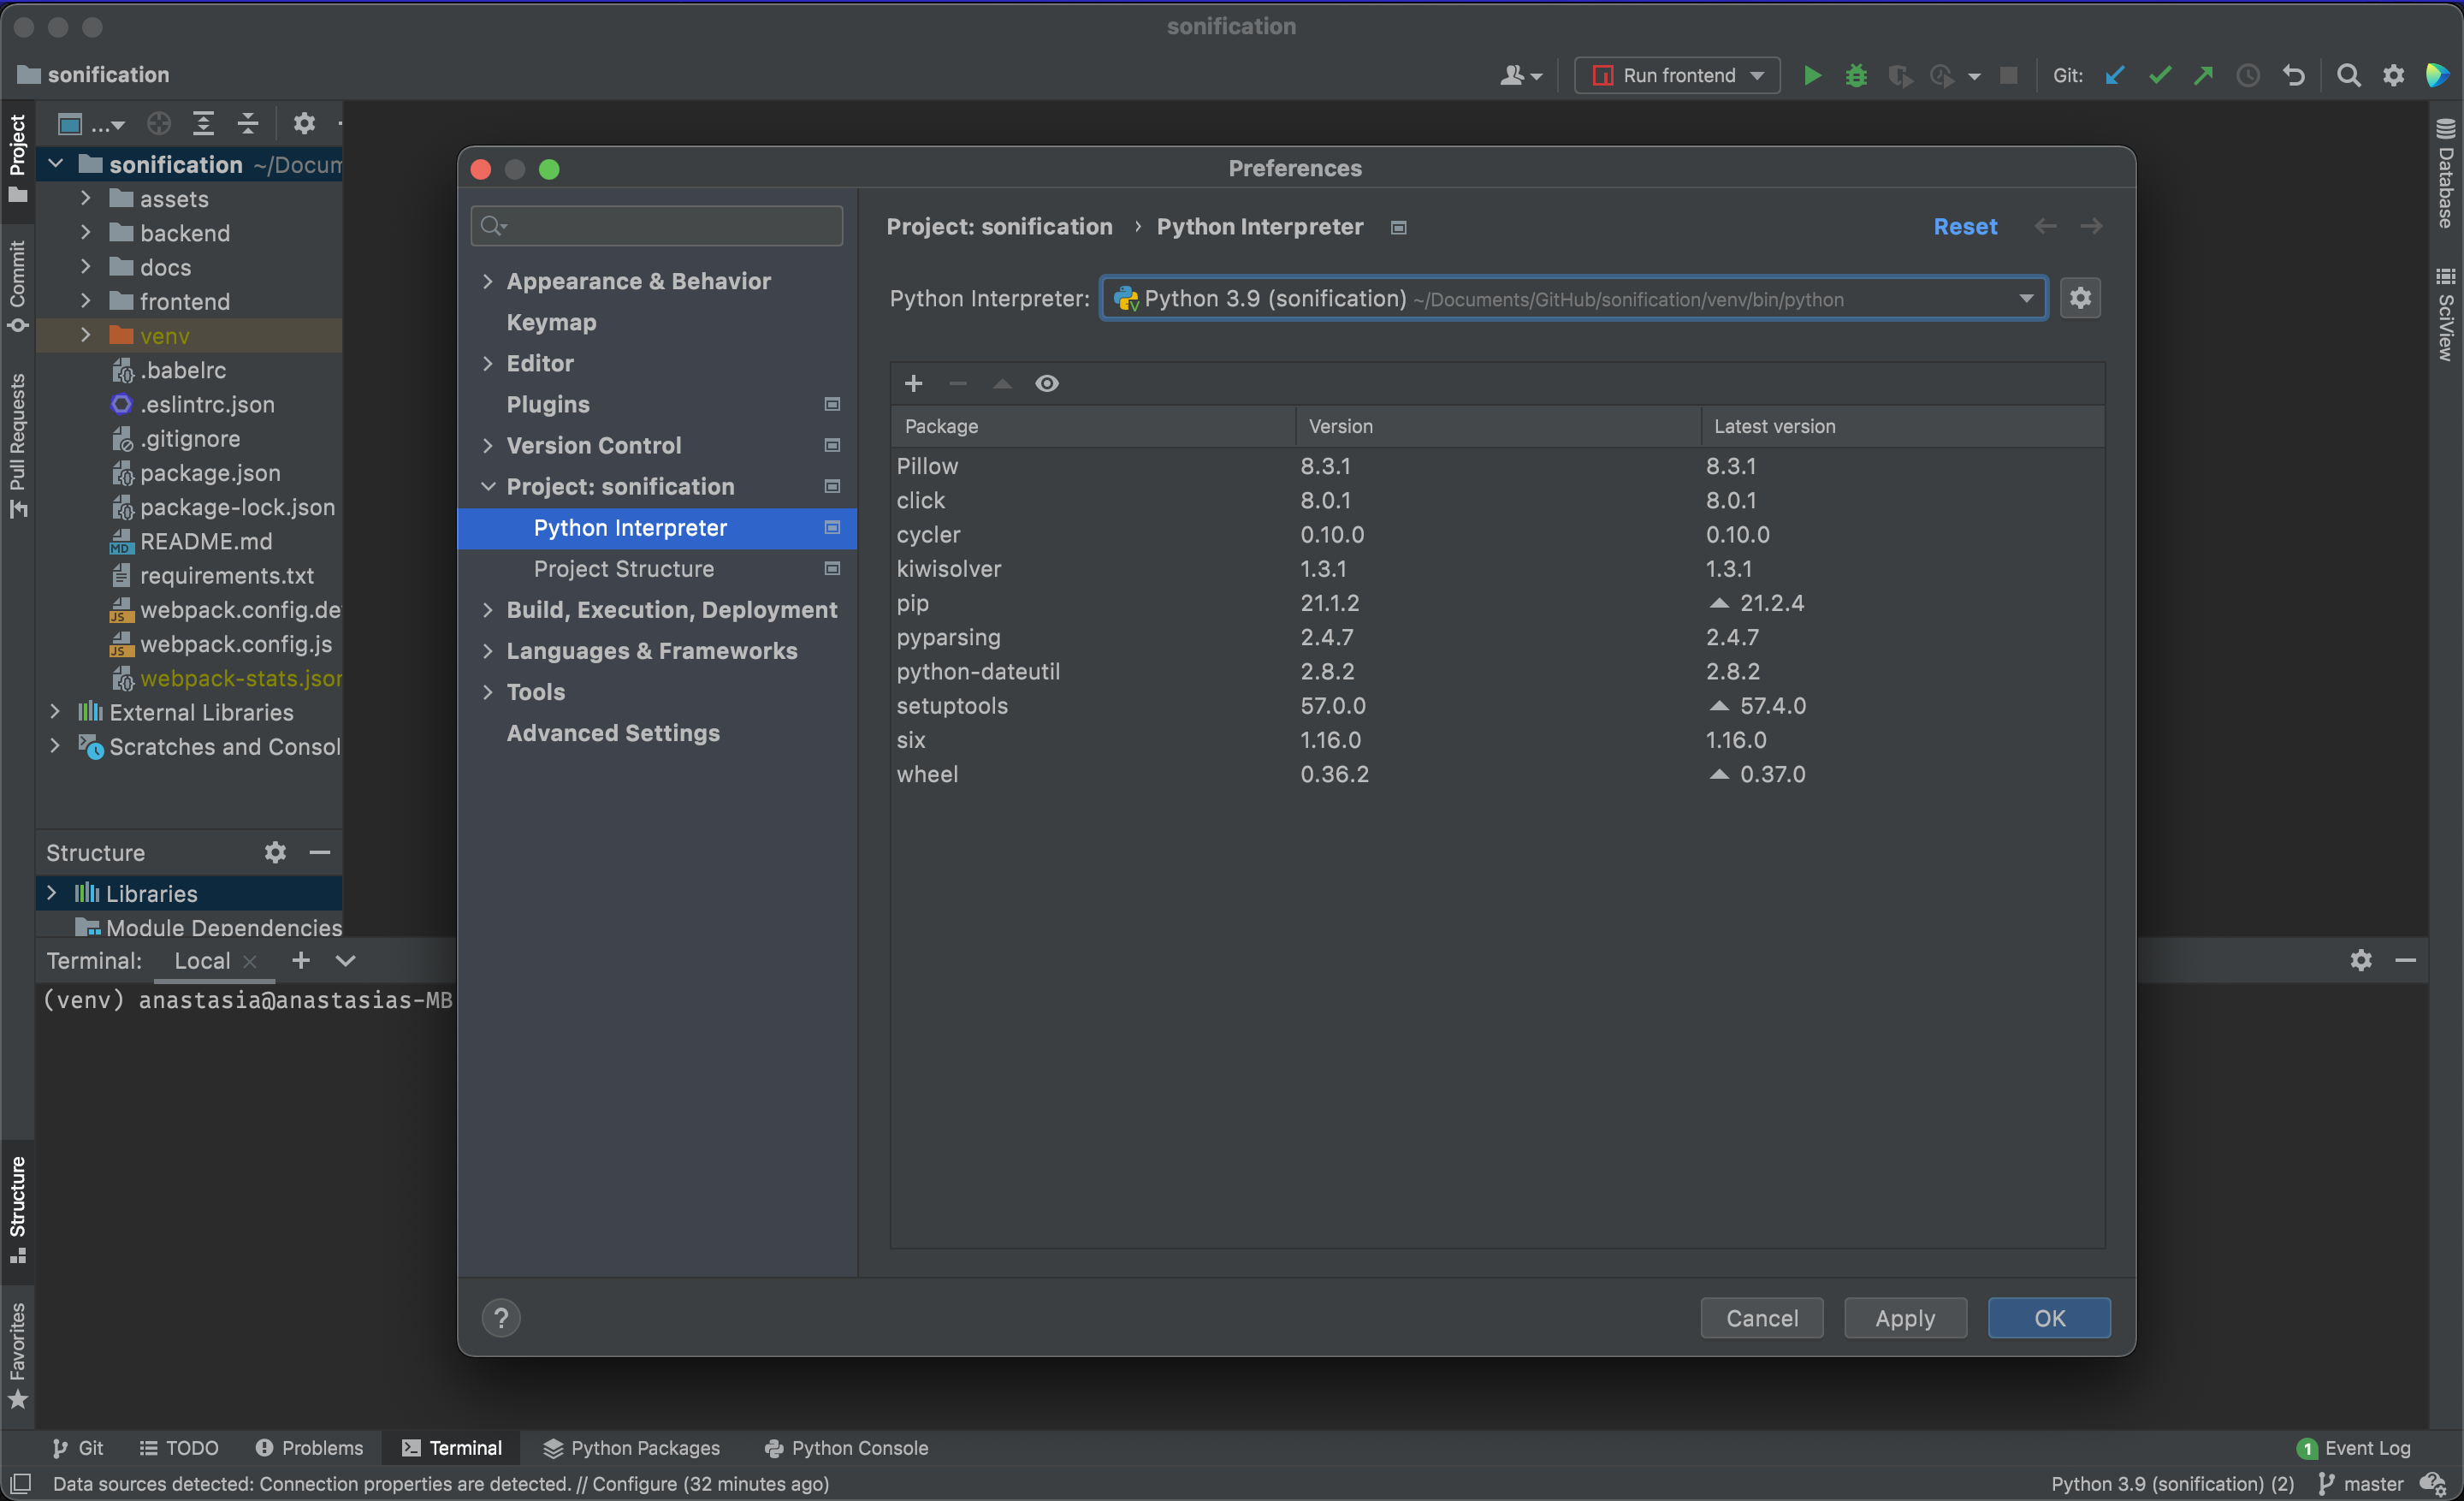 sonification
sonification
Run frontend
Git:
Project
Commit
Pull Requests
Structure
Favorites
Database
SciView
sonification ~/Docum
assets
backend
docs
frontend
venv
.babelrc
.eslintrc.json
.gitignore
package.json
package-lock.json
README.md
requirements.txt
webpack.config.de
webpack.config.js
webpack-stats.json
External Libraries
Scratches and Consol
Structure
Libraries
Module Dependencies
Terminal: Local
(venv) anastasia@anastasias-MB
Preferences
Appearance & Behavior
Keymap
Editor
Plugins
Version Control
Project: sonification
Python Interpreter
Project Structure
Build, Execution, Deployment
Languages & Frameworks
Tools
Advanced Settings
Project: sonification › Python Interpreter
Reset
Python Interpreter: Python 3.9 (sonification) ~/Documents/GitHub/sonification/venv/bin/python
Package Version Latest version
Pillow 8.3.1 8.3.1
click 8.0.1 8.0.1
cycler 0.10.0 0.10.0
kiwisolver 1.3.1 1.3.1
pip 21.1.2 21.2.4
pyparsing 2.4.7 2.4.7
python-dateutil 2.8.2 2.8.2
setuptools 57.0.0 57.4.0
six 1.16.0 1.16.0
wheel 0.36.2 0.37.0
?
Cancel Apply OK
Git TODO Problems Terminal Python Packages Python Console
1 Event Log
Data sources detected: Connection properties are detected. // Configure (32 minutes ago)
Python 3.9 (sonification) (2) master